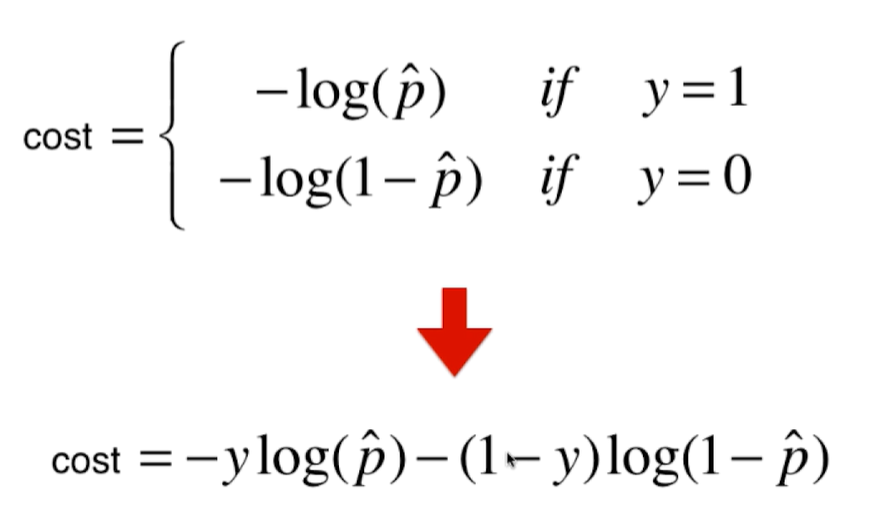 −log(p̂) if y = 1
cost = {
−log(1 − p̂) if y = 0
cost = −y log(p̂) − (1 − y)log(1 − p̂)